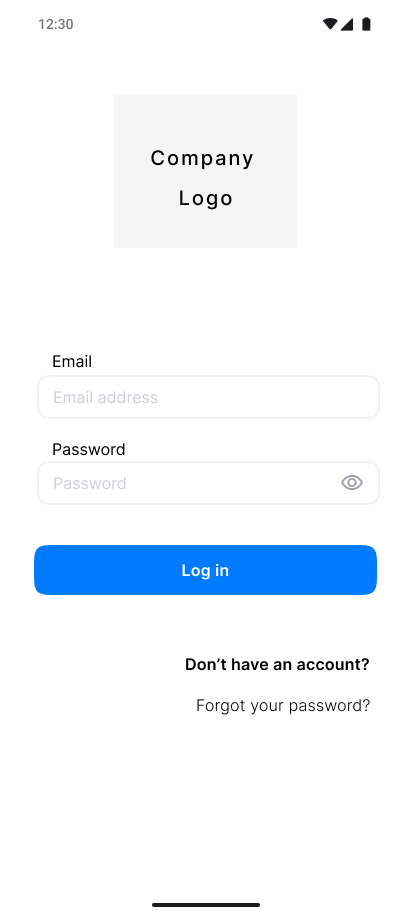 12:30
Company
Logo
Email
Email address
Password
Password
Log in
Don’t have an account?
Forgot your password?